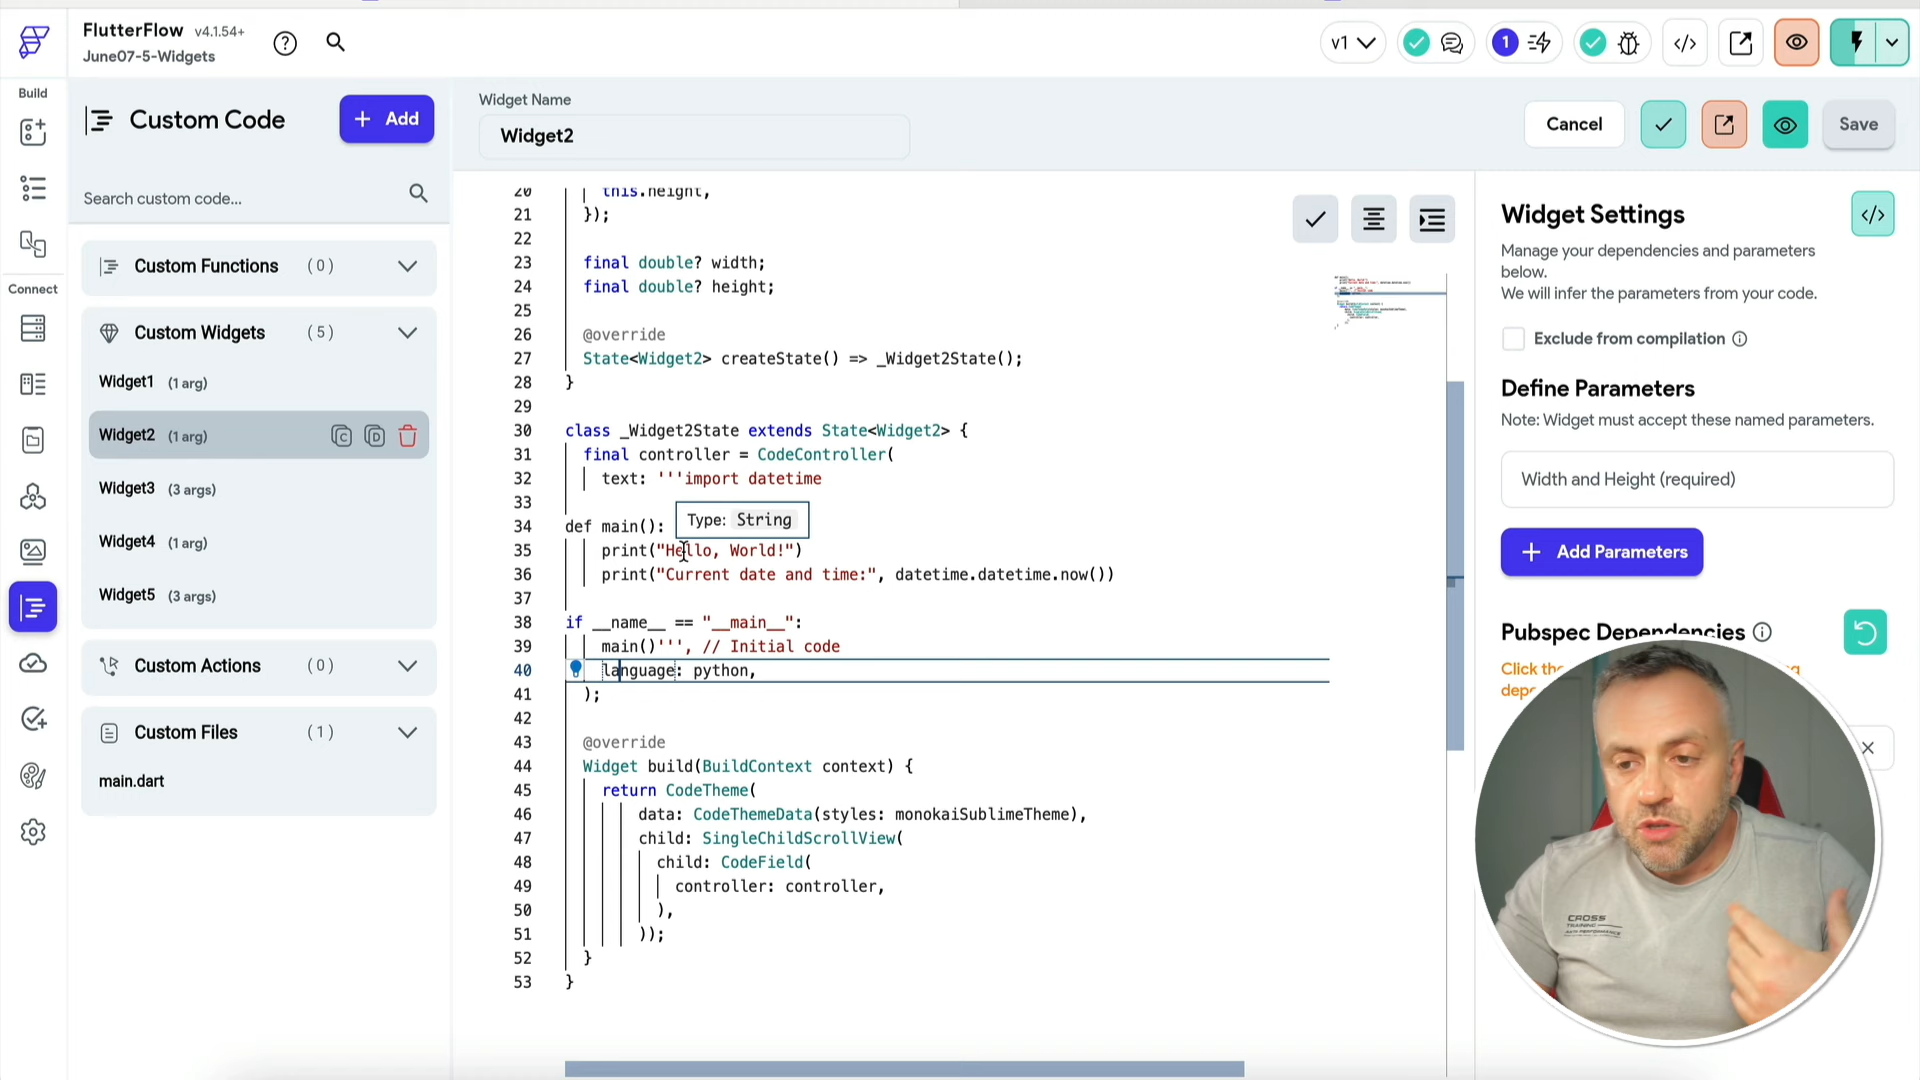 FlutterFlow v4.1.54+
June07-5-Widgets
v1
1
Build
Connect
Custom Code
+ Add
Search custom code...
Custom Functions (0)
Custom Widgets (5)
Widget1 (1 arg)
Widget2 (1 arg)
Widget3 (3 args)
Widget4 (1 arg)
Widget5 (3 args)
Custom Actions (0)
Custom Files (1)
main.dart
Widget Name
Widget2
Cancel
Save
20 this.height,
21 });
22
23 final double? width;
24 final double? height;
25
26 @override
27 State<Widget2> createState() => _Widget2State();
28 }
29
30 class _Widget2State extends State<Widget2> {
31 final controller = CodeController(
32 text: '''import datetime
33
Type: String
34 def main():
35 print("Hello, World!")
36 print("Current date and time:", datetime.datetime.now())
37
38 if __name__ == "__main__":
39 main()''', // Initial code
40 language: python,
41 );
42
43 @override
44 Widget build(BuildContext context) {
45 return CodeTheme(
46 data: CodeThemeData(styles: monokaiSublimeTheme),
47 child: SingleChildScrollView(
48 child: CodeField(
49 controller: controller,
50 ),
51 ));
52 }
53 }
Widget Settings
Manage your dependencies and parameters
below.
We will infer the parameters from your code.
Exclude from compilation
Define Parameters
Note: Widget must accept these named parameters.
Width and Height (required)
+ Add Parameters
Pubspec Dependencies
Click the
CROSS
TRAINING